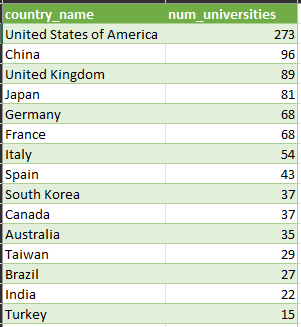 country_name num_universities
United States of America 273
China 96
United Kingdom 89
Japan 81
Germany 68
France 68
Italy 54
Spain 43
South Korea 37
Canada 37
Australia 35
Taiwan 29
Brazil 27
India 22
Turkey 15